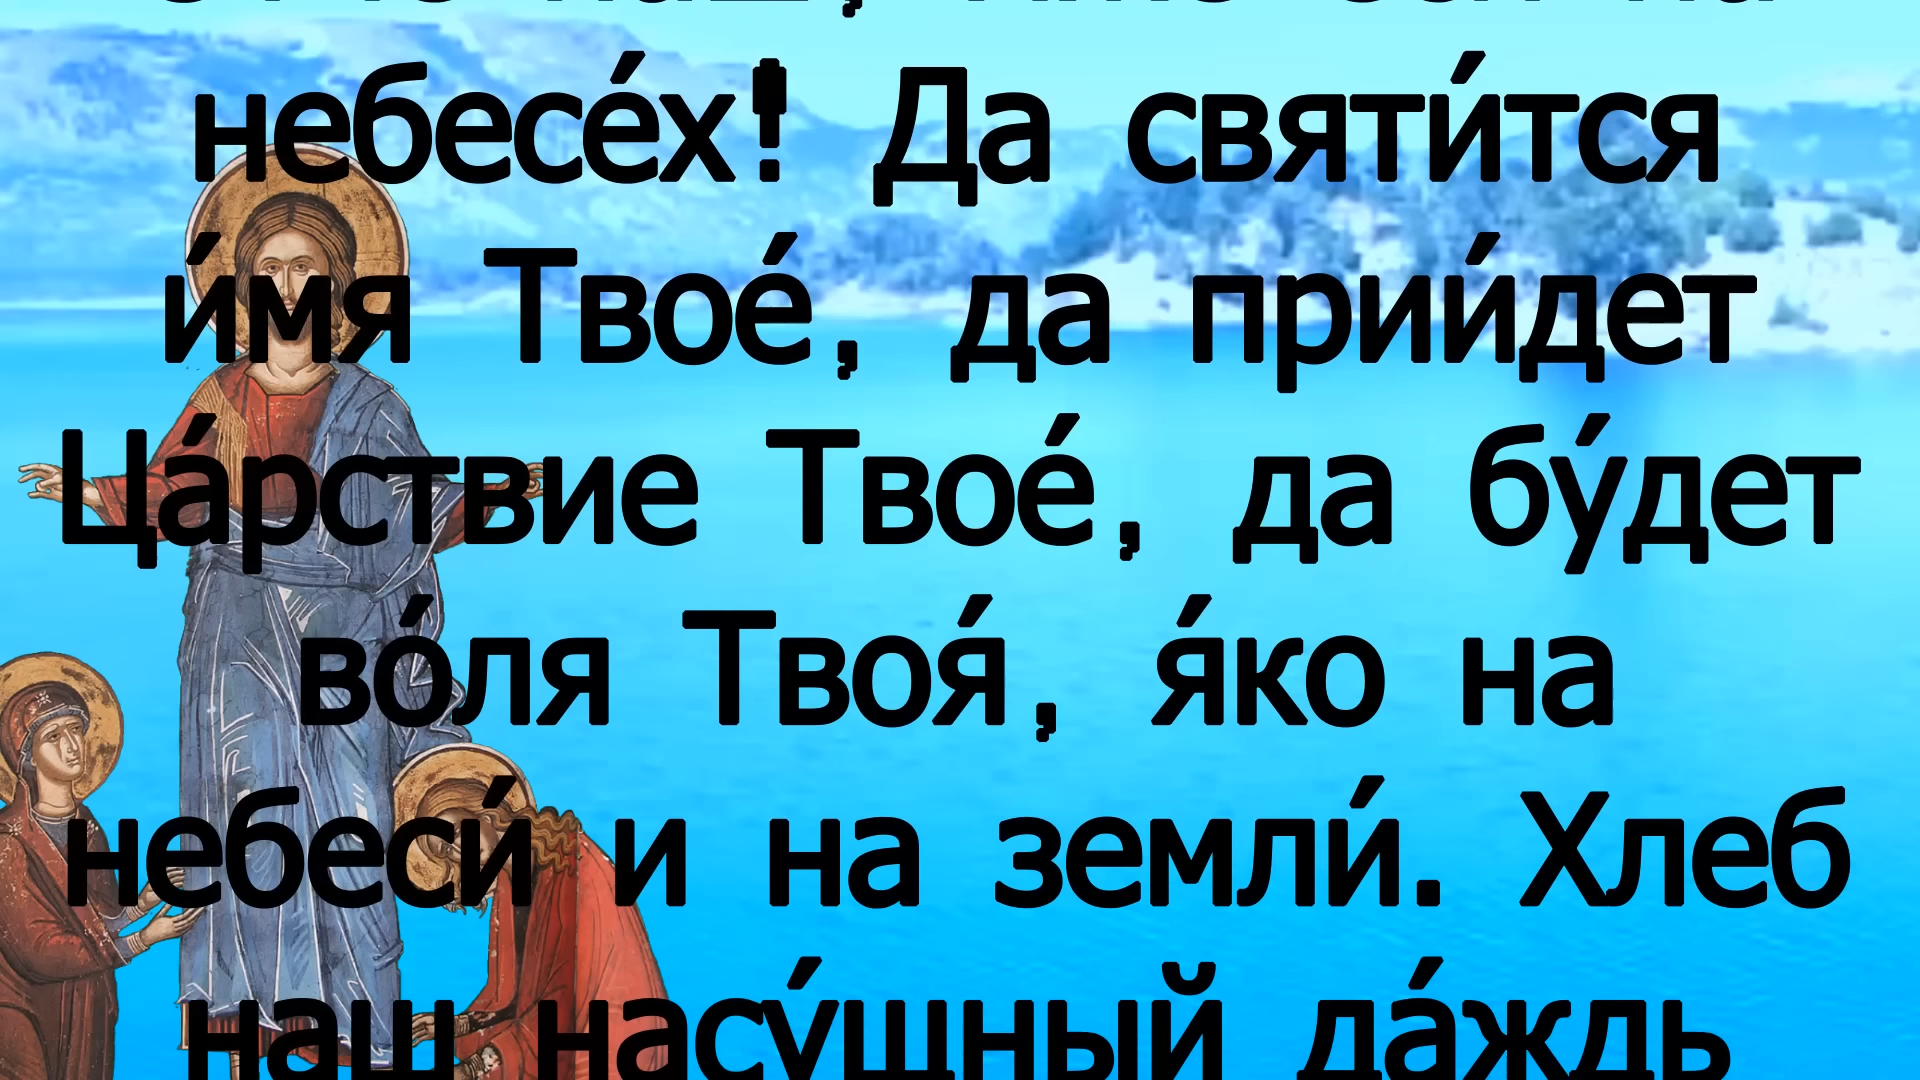 небесе́х! Да святи́тся
и́мя Твое́, да прии́дет
Ца́рствие Твое́, да бу́дет
во́ля Твоя́, я́ко на
небеси́ и на земли́. Хлеб
наш насу́щный да́ждь